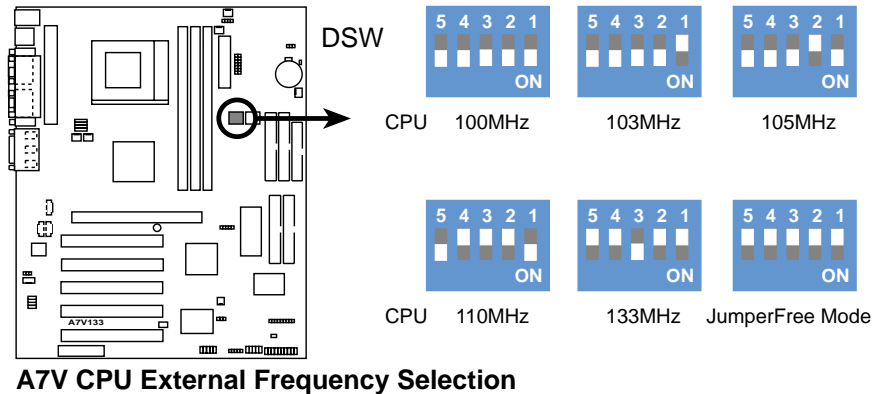 DSW
5 4 3 2 1
ON
5 4 3 2 1
ON
5 4 3 2 1
ON
CPU 100MHz 103MHz 105MHz
5 4 3 2 1
ON
5 4 3 2 1
ON
5 4 3 2 1
ON
CPU 110MHz 133MHz JumperFree Mode
A7V133
A7V CPU External Frequency Selection